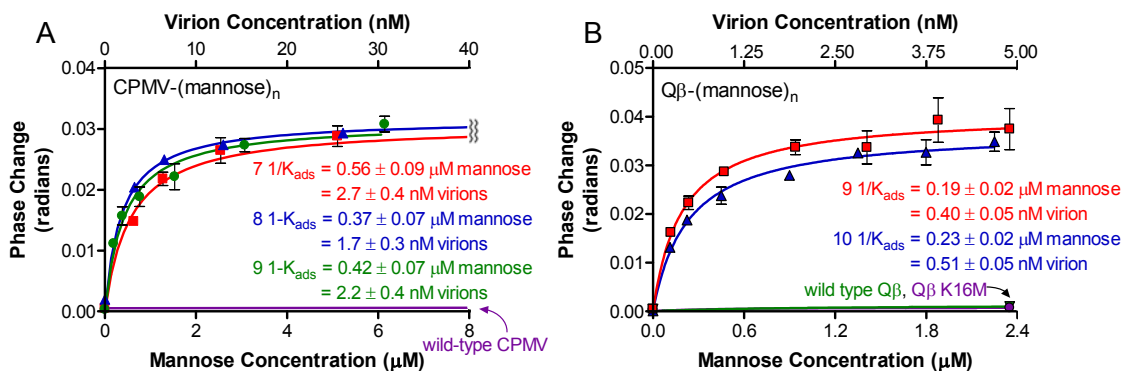 A
Virion Concentration (nM)
0 10 20 30 40
0.04
0.03
0.02
0.01
0.00
Phase Change
(radians)
CPMV-(mannose)n
7 1/Kads = 0.56 ± 0.09 μM mannose
= 2.7 ± 0.4 nM virions
8 1-Kads = 0.37 ± 0.07 μM mannose
= 1.7 ± 0.3 nM virions
9 1-Kads = 0.42 ± 0.07 μM mannose
= 2.2 ± 0.4 nM virions
0 2 4 6 8
wild-type CPMV
Mannose Concentration (μM)
B
Virion Concentration (nM)
0.00 1.25 2.50 3.75 5.00
0.05
0.04
0.03
0.02
0.01
0.00
Phase Change
(radians)
Qβ-(mannose)n
9 1/Kads = 0.19 ± 0.02 μM mannose
= 0.40 ± 0.05 nM virion
10 1/Kads = 0.23 ± 0.02 μM mannose
= 0.51 ± 0.05 nM virion
wild type Qβ, Qβ K16M
0.0 0.6 1.2 1.8 2.4
Mannose Concentration (μM)